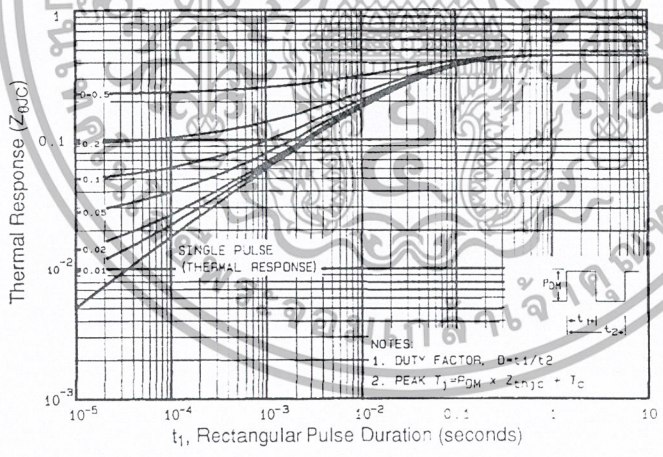 Thermal Response (ZθJC)
1
0.1
10-2
10-3
D=0.5
0.2
0.1
0.05
0.02
0.01
SINGLE PULSE
(THERMAL RESPONSE)
PDM
t1
t2
NOTES:
1. DUTY FACTOR, D=t1/t2
2. PEAK Tj=PDM x Zthjc + TC
10-5
10-4
10-3
10-2
0.1
1
10
t1, Rectangular Pulse Duration (seconds)